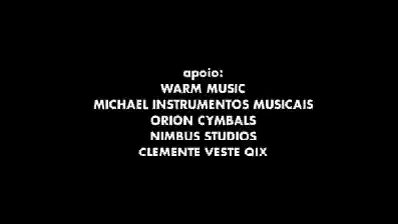 apoio:
WARM MUSIC
MICHAEL INSTRUMENTOS MUSICAIS
ORION CYMBALS
NIMBUS STUDIOS
CLEMENTE VESTE QIX